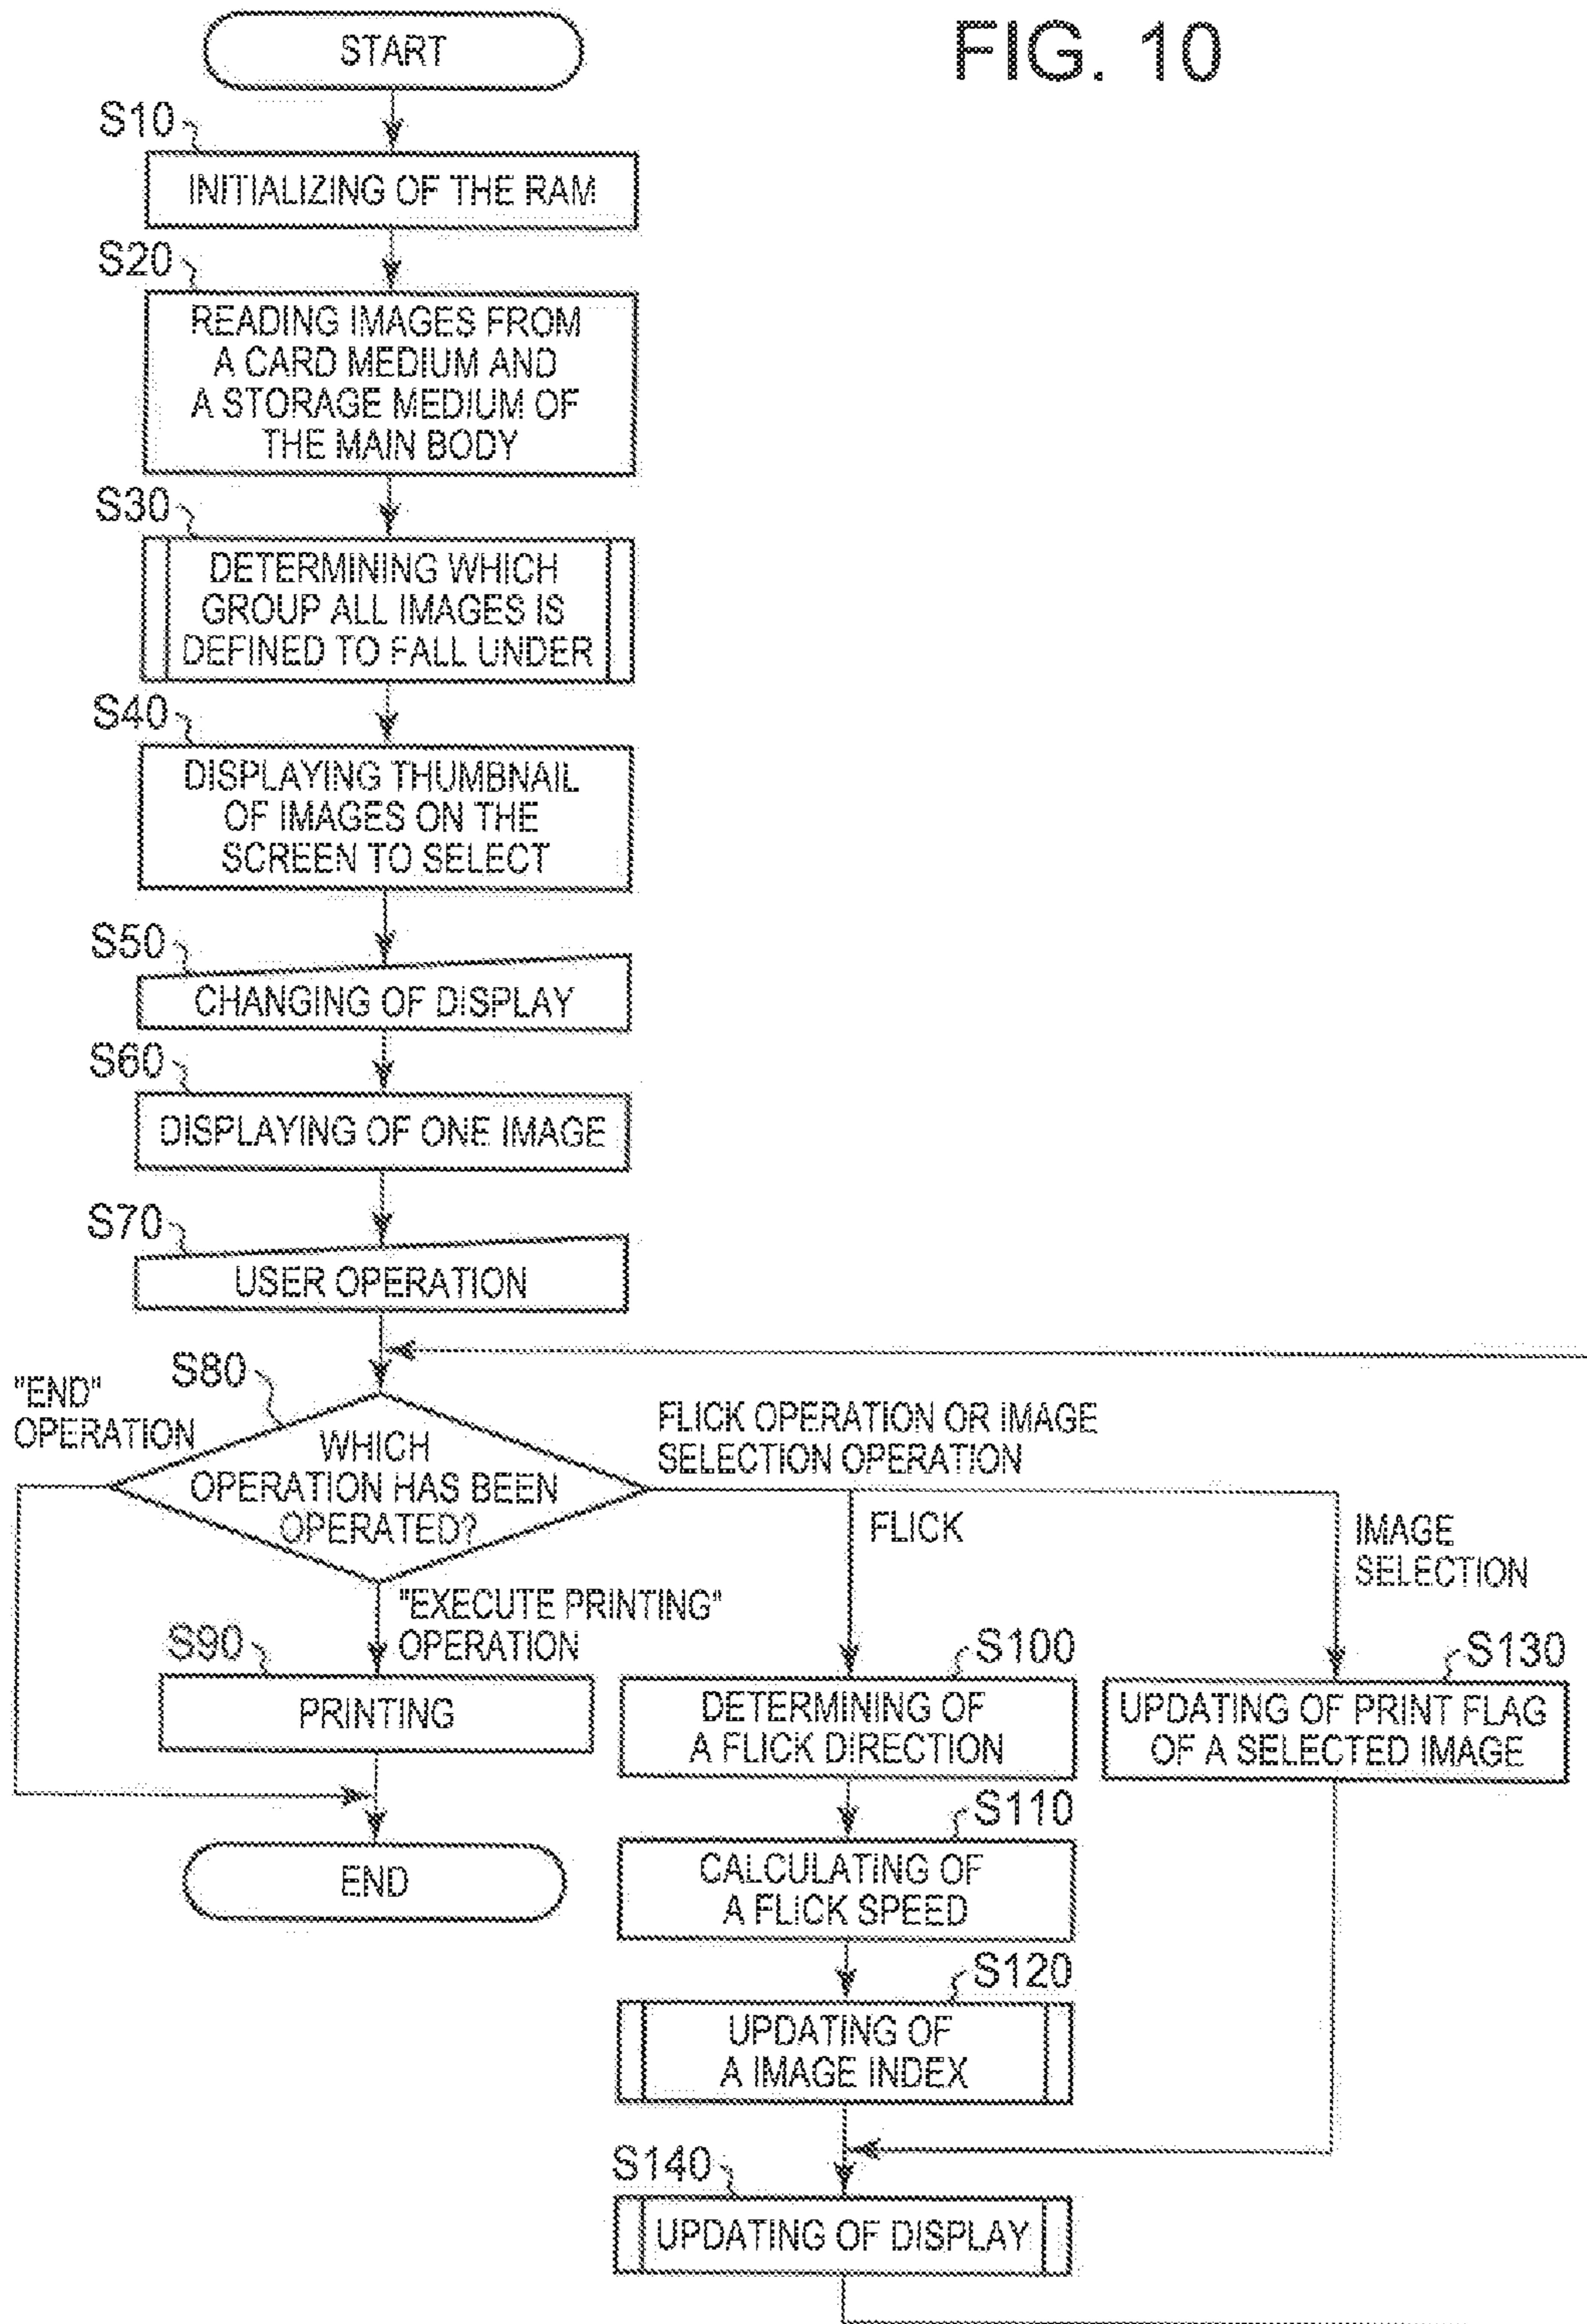 FIG. 10
START
S10
INITIALIZING OF THE RAM
S20
READING IMAGES FROM
A CARD MEDIUM AND
A STORAGE MEDIUM OF
THE MAIN BODY
S30
DETERMINING WHICH
GROUP ALL IMAGES IS
DEFINED TO FALL UNDER
S40
DISPLAYING THUMBNAIL
OF IMAGES ON THE
SCREEN TO SELECT
S50
CHANGING OF DISPLAY
S60
DISPLAYING OF ONE IMAGE
S70
USER OPERATION
S80
"END"
OPERATION
WHICH
OPERATION HAS BEEN
OPERATED?
FLICK OPERATION OR IMAGE
SELECTION OPERATION
FLICK
IMAGE
SELECTION
"EXECUTE PRINTING"
OPERATION
S90
PRINTING
END
S100
DETERMINING OF
A FLICK DIRECTION
S110
CALCULATING OF
A FLICK SPEED
S120
UPDATING OF
A IMAGE INDEX
S130
UPDATING OF PRINT FLAG
OF A SELECTED IMAGE
S140
UPDATING OF DISPLAY